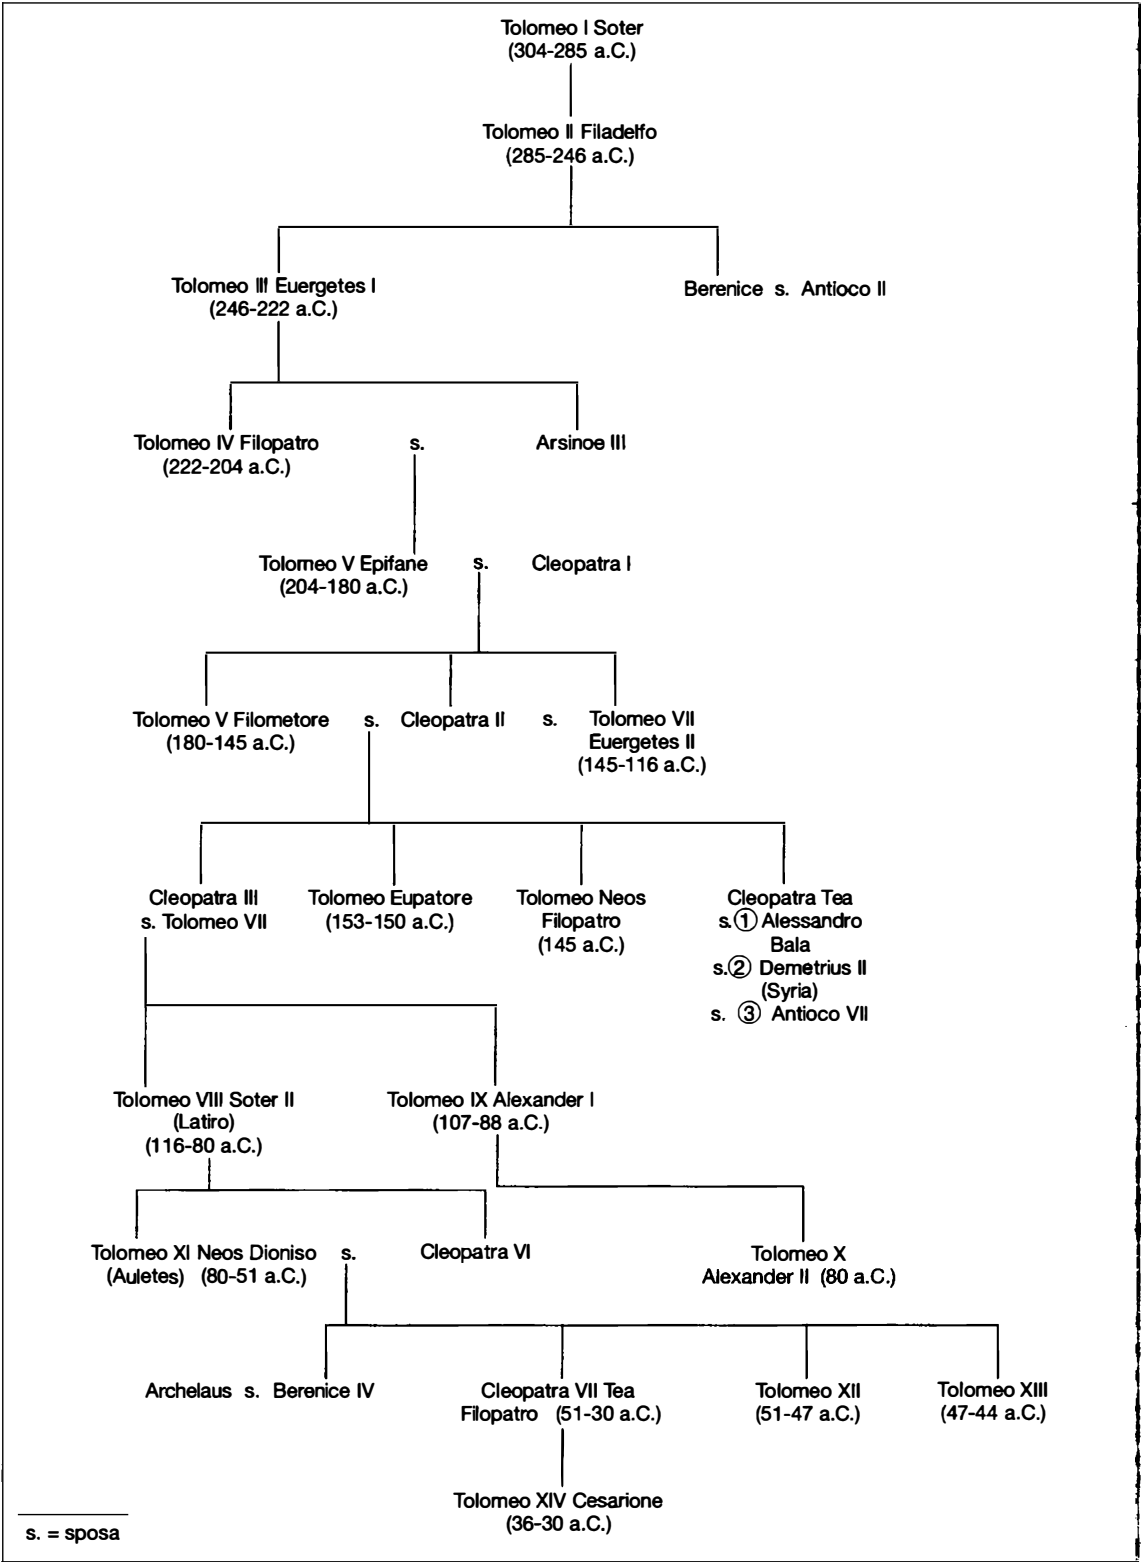 Tolomeo I Soter
(304-285 a.C.)
Tolomeo II Filadelfo
(285-246 a.C.)
Tolomeo III Euergetes I
(246-222 a.C.)
Berenice s. Antioco II
Tolomeo IV Filopatro s. Arsinoe III
(222-204 a.C.)
Tolomeo V Epifane s. Cleopatra I
(204-180 a.C.)
Tolomeo V Filometore s. Cleopatra II s. Tolomeo VII
(180-145 a.C.)
Euergetes II
(145-116 a.C.)
Cleopatra III
s. Tolomeo VII
Tolomeo Eupatore
(153-150 a.C.)
Tolomeo Neos
Filopatro
(145 a.C.)
Cleopatra Tea
s. ① Alessandro
Bala
s. ② Demetrius II
(Syria)
s. ③ Antioco VII
Tolomeo VIII Soter II
(Latiro)
(116-80 a.C.)
Tolomeo IX Alexander I
(107-88 a.C.)
Tolomeo XI Neos Dioniso s. Cleopatra VI
(Auletes) (80-51 a.C.)
Tolomeo X
Alexander II (80 a.C.)
Archelaus s. Berenice IV
Cleopatra VII Tea
Filopatro (51-30 a.C.)
Tolomeo XII
(51-47 a.C.)
Tolomeo XIII
(47-44 a.C.)
Tolomeo XIV Cesarione
(36-30 a.C.)
s. = sposa